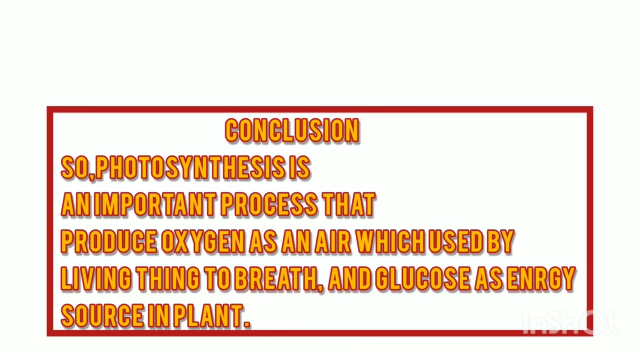 CONCLUSION
SO,PHOTOSYNTHESIS IS
AN IMPORTANT PROCESS THAT
PRODUCE OXYGEN AS AN AIR WHICH USED BY
LIVING THING TO BREATH, AND GLUCOSE AS ENRGY
SOURCE IN PLANT.
InShOt